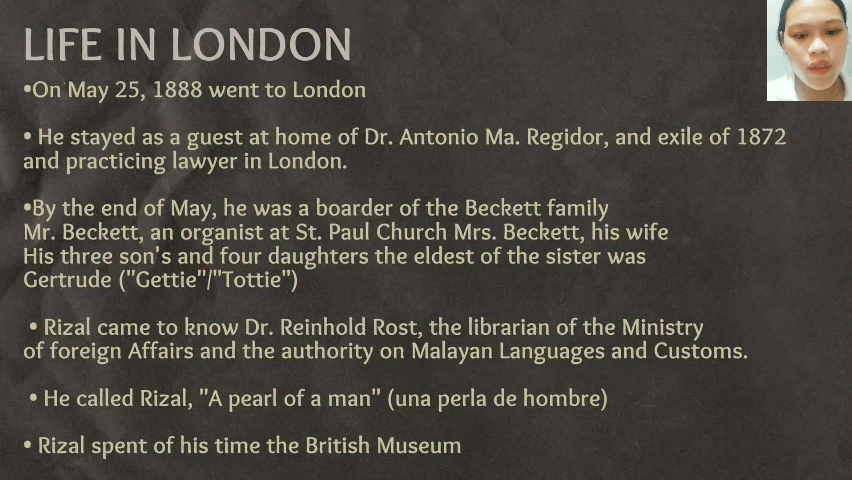 LIFE IN LONDON
•On May 25, 1888 went to London
• He stayed as a guest at home of Dr. Antonio Ma. Regidor, and exile of 1872
and practicing lawyer in London.
•By the end of May, he was a boarder of the Beckett family
Mr. Beckett, an organist at St. Paul Church Mrs. Beckett, his wife
His three son's and four daughters the eldest of the sister was
Gertrude ("Gettie"/"Tottie")
• Rizal came to know Dr. Reinhold Rost, the librarian of the Ministry
of foreign Affairs and the authority on Malayan Languages and Customs.
• He called Rizal, "A pearl of a man" (una perla de hombre)
• Rizal spent of his time the British Museum